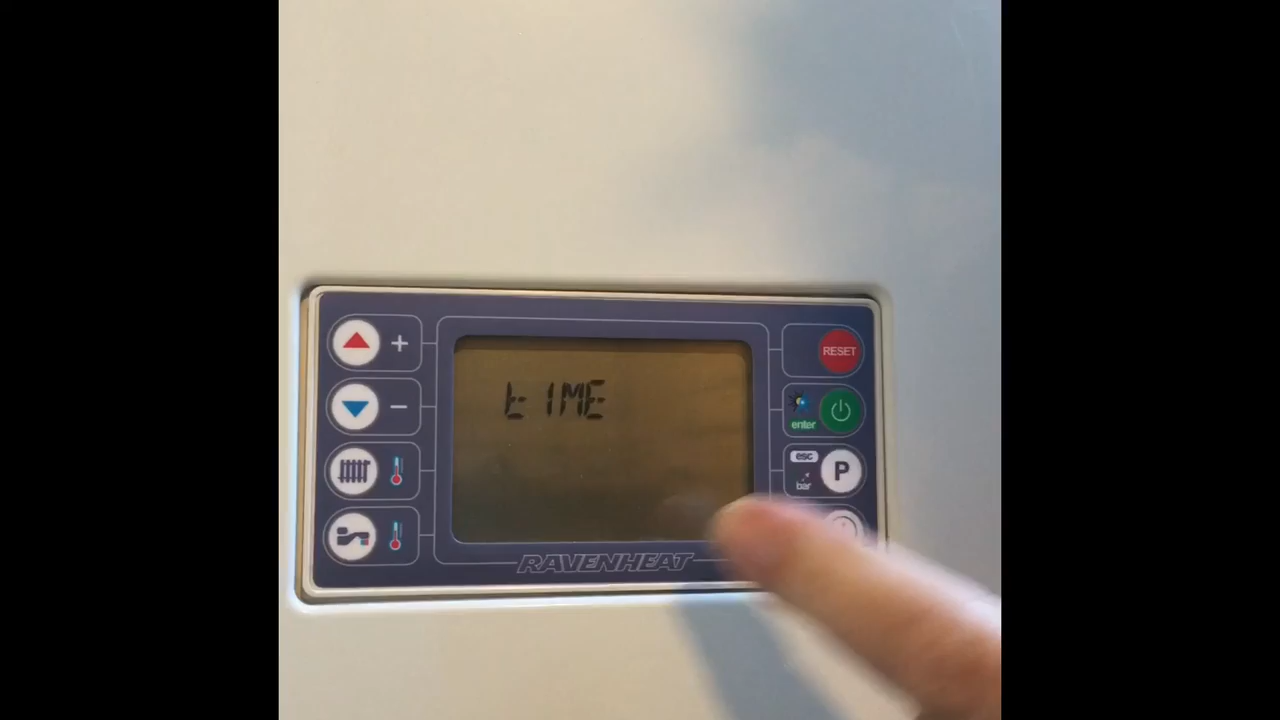 +
tIME
RESET
-
enter
esc
P
bar
RAVENHEAT